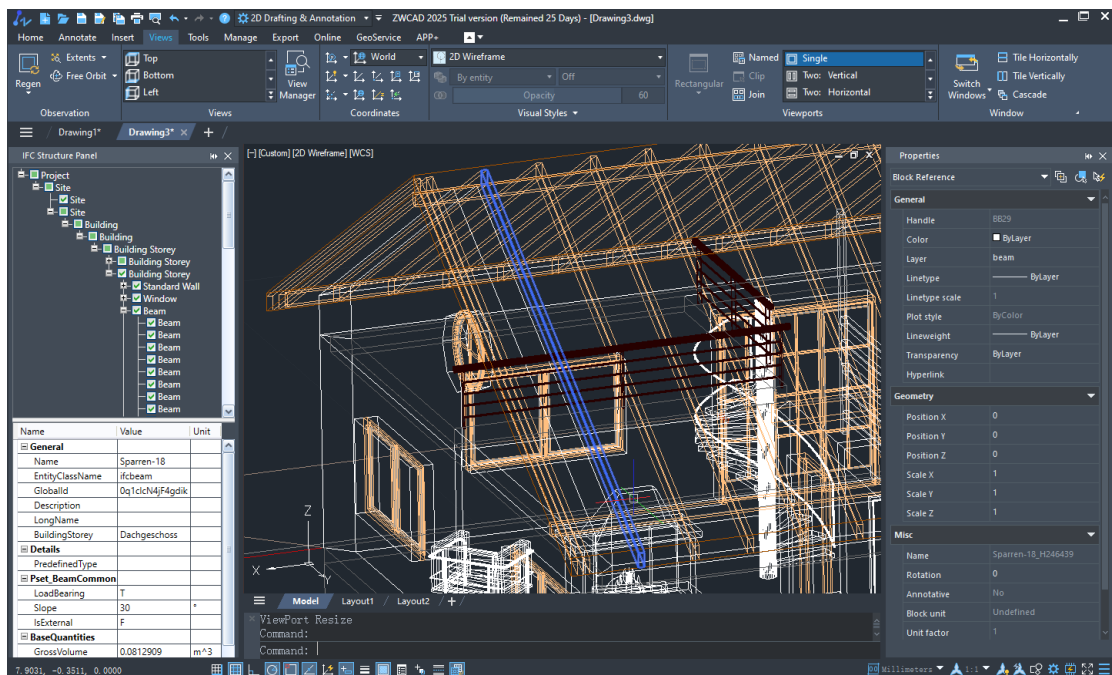 2D Drafting & Annotation
ZWCAD 2025 Trial version (Remained 25 Days) - [Drawing3.dwg]
Home Annotate Insert Views Tools Manage Export Online GeoService APP+
Regen
Extents
Free Orbit
Observation
Top
Bottom
Left
View Manager
Views
World
Coordinates
2D Wireframe
By entity Off
Opacity 60
Visual Styles
Rectangular
Named
Clip
Join
Single
Two: Vertical
Two: Horizontal
Viewports
Switch Windows
Tile Horizontally
Tile Vertically
Cascade
Window
Drawing1* Drawing3*
IFC Structure Panel
Project
Site
Site
Site
Building
Building
Building Storey
Building Storey
Building Storey
Standard Wall
Window
Beam
Beam
Beam
Beam
Beam
Beam
Beam
Beam
Beam
Name Value Unit
General
Name Sparren-18
EntityClassName ifcbeam
GlobalId 0q1clcN4jF4gdik
Description
LongName
BuildingStorey Dachgeschoss
Details
PredefinedType
Pset_BeamCommon
LoadBearing T
Slope 30 °
IsExternal F
BaseQuantities
GrossVolume 0.0812909 m^3
[−] [Custom] [2D Wireframe] [WCS]
Z
X
Y
Model Layout1 Layout2
ViewPort Resize
Command:
Command:
Properties
Block Reference
General
Handle BB29
Color ByLayer
Layer beam
Linetype ByLayer
Linetype scale 1
Plot style ByColor
Lineweight ByLayer
Transparency ByLayer
Hyperlink
Geometry
Position X 0
Position Y 0
Position Z 0
Scale X 1
Scale Y 1
Scale Z 1
Misc
Name Sparren-18_H246439
Rotation 0
Annotative No
Block unit Undefined
Unit factor 1
7.9031, -0.3511, 0.0000
Millimeters 1:1